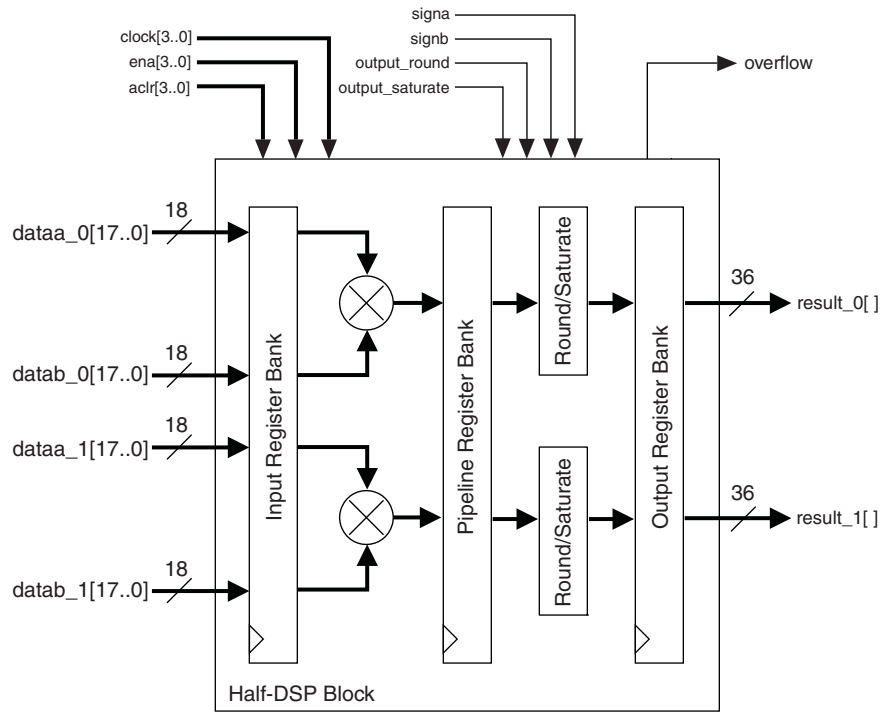 signa
signb
output_round
output_saturate
clock[3..0]
ena[3..0]
aclr[3..0]
overflow
18
dataa_0[17..0]
18
datab_0[17..0]
18
dataa_1[17..0]
18
datab_1[17..0]
Input Register Bank
Pipeline Register Bank
Round/Saturate
Round/Saturate
Output Register Bank
36
result_0[ ]
36
result_1[ ]
Half-DSP Block